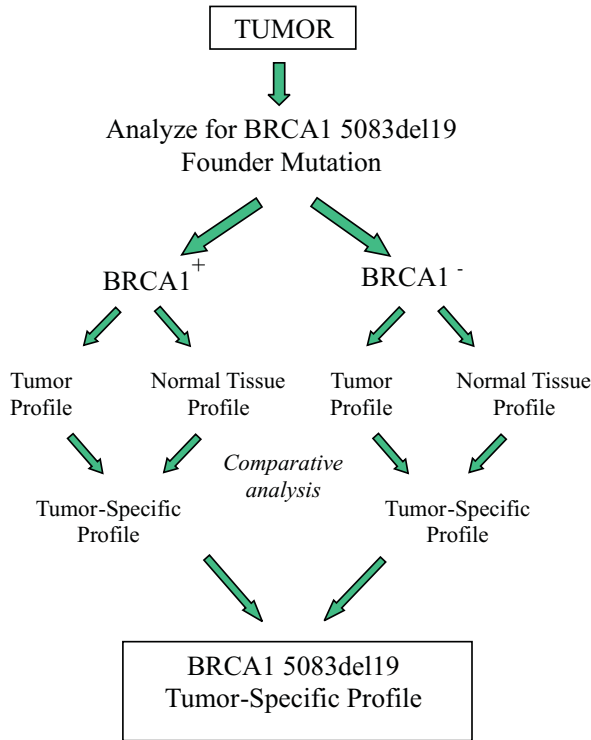 TUMOR
Analyze for BRCA1 5083del19
Founder Mutation
BRCA1+
BRCA1 -
Tumor
Profile
Normal Tissue
Profile
Tumor
Profile
Normal Tissue
Profile
Comparative
analysis
Tumor-Specific
Profile
Tumor-Specific
Profile
BRCA1 5083del19
Tumor-Specific Profile